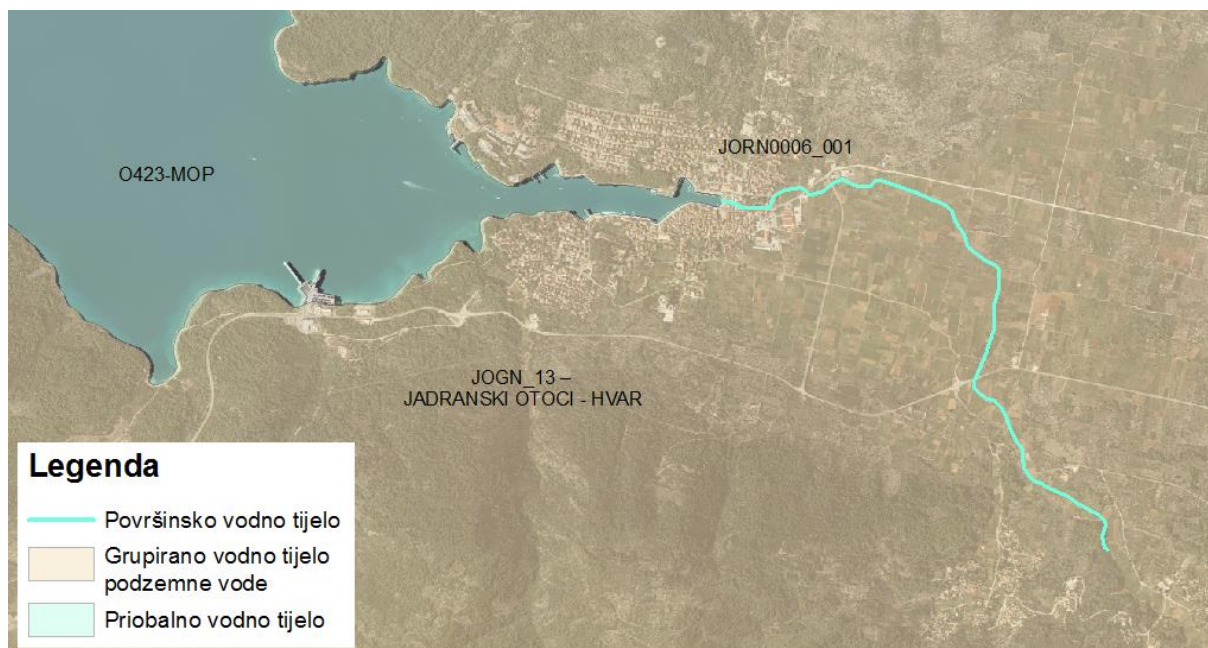 JORN0006_001
O423-MOP
JOGN_13 –
JADRANSKI OTOCI - HVAR
Legenda
Površinsko vodno tijelo
Grupirano vodno tijelo
podzemne vode
Priobalno vodno tijelo